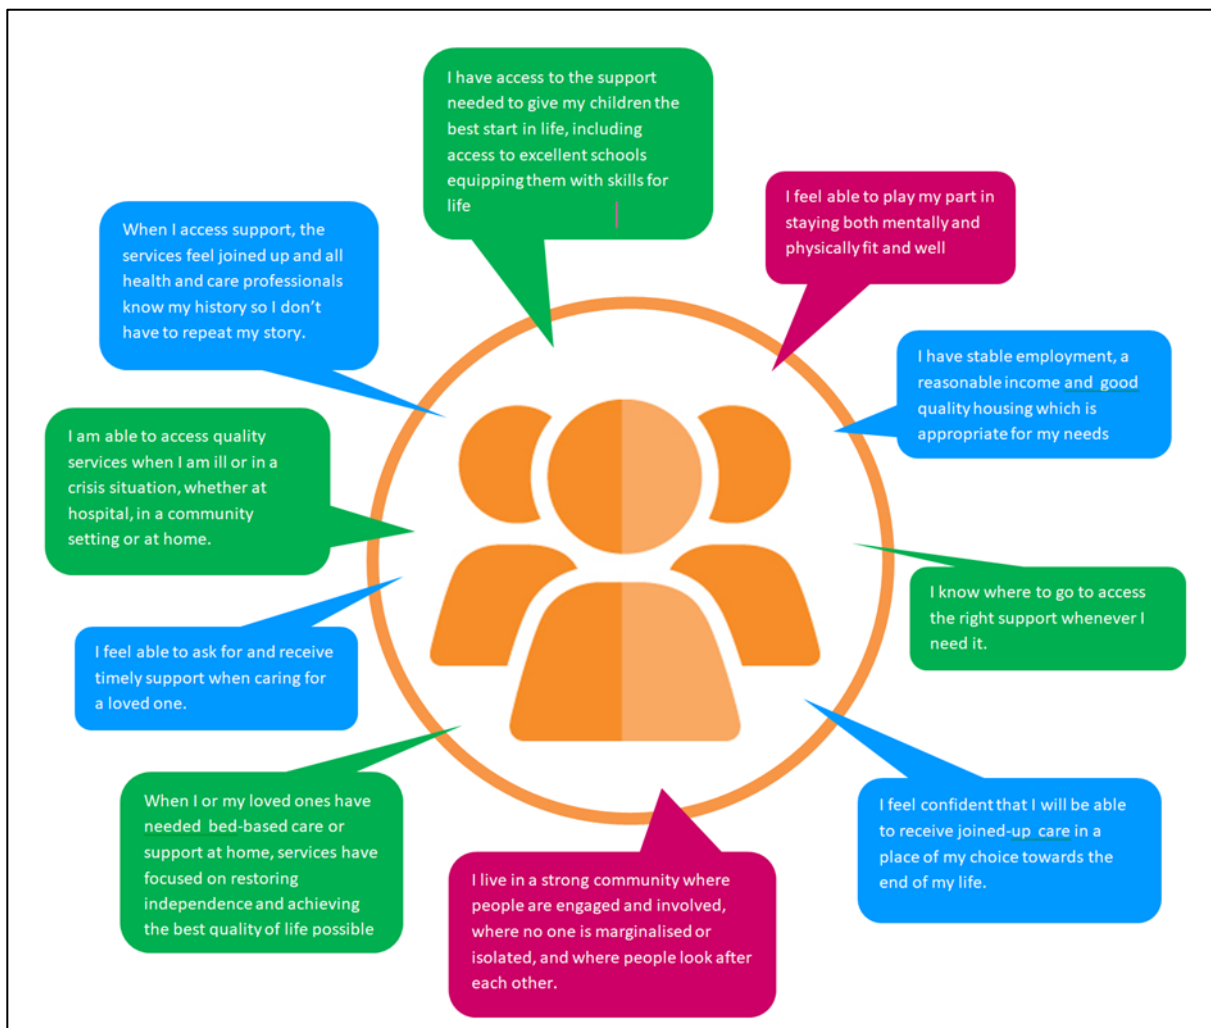 I have access to the support
needed to give my children the
best start in life, including
access to excellent schools
equipping them with skills for
life
I feel able to play my part in
staying both mentally and
physically fit and well
When I access support, the
services feel joined up and all
health and care professionals
know my history so I don't
have to repeat my story.
I have stable employment, a
reasonable income and good
quality housing which is
appropriate for my needs
I am able to access quality
services when I am ill or in a
crisis situation, whether at
hospital, in a community
setting or at home.
I know where to go to access
the right support whenever I
need it.
I feel able to ask for and receive
timely support when caring for
a loved one.
When I or my loved ones have
needed bed-based care or
support at home, services have
focused on restoring
independence and achieving
the best quality of life possible
I feel confident that I will be able
to receive joined-up care in a
place of my choice towards the
end of my life.
I live in a strong community where
people are engaged and involved,
where no one is marginalised or
isolated, and where people look after
each other.